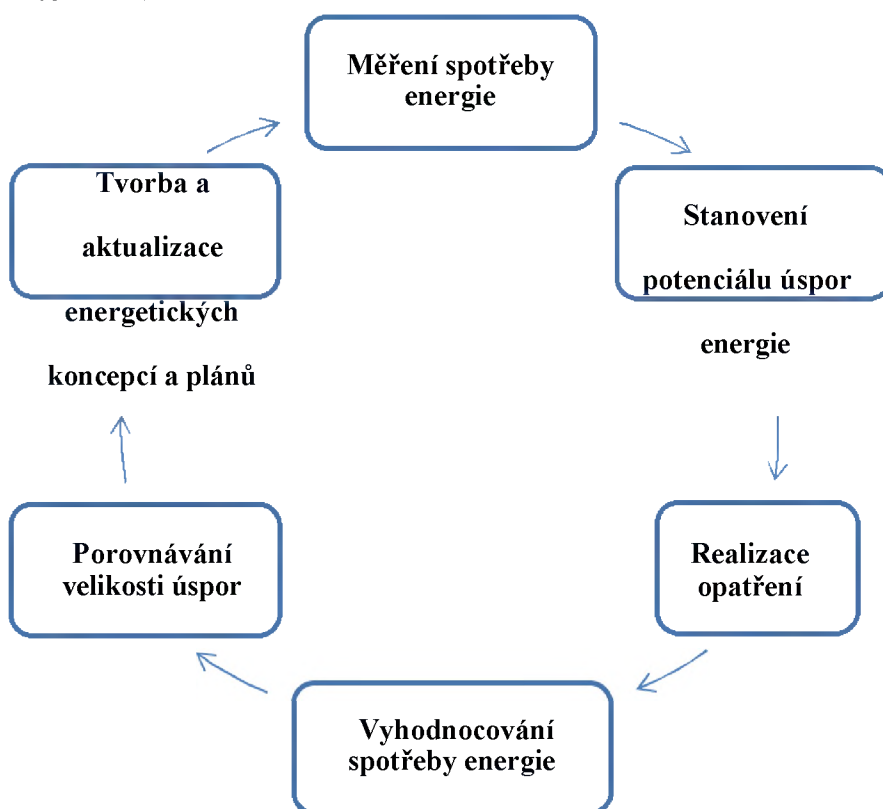 Měření spotřeby
energie
Tvorba a
aktualizace
energetických
koncepcí a plánů
Stanovení
potenciálu úspor
energie
Porovnávání
velikosti úspor
Realizace
opatření
Vyhodnocování
spotřeby energie